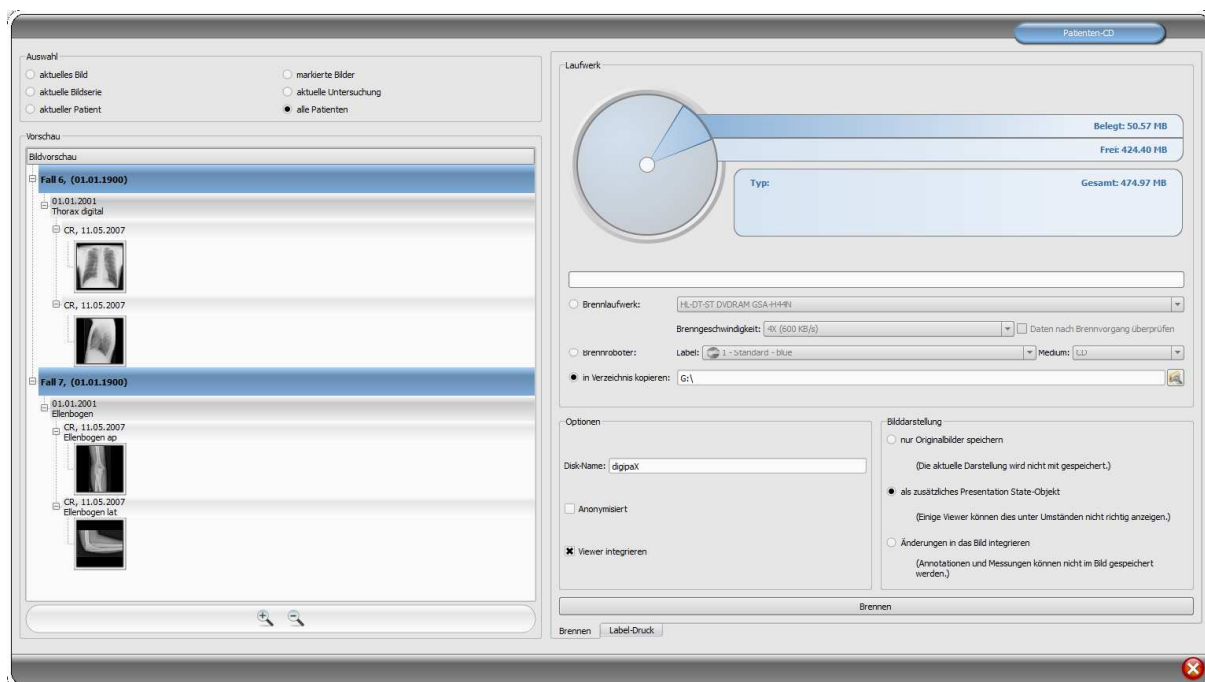 Patienten-CD
Auswahl
aktuelles Bild
markierte Bilder
aktuelle Bildserie
aktuelle Untersuchung
aktueller Patient
alle Patienten
Vorschau
Bildvorschau
Fall 6, (01.01.1900)
01.01.2001
Thorax digital
CR, 11.05.2007
CR, 11.05.2007
Fall 7, (01.01.1900)
01.01.2001
Ellenbogen
CR, 11.05.2007
Ellenbogen ap
CR, 11.05.2007
Ellenbogen lat
Laufwerk
Belegt: 50.57 MB
Frei: 424.40 MB
Typ: Gesamt: 474.97 MB
Brennlaufwerk: HL-DT-ST DVDRAM GSA-H44N
Brenngeschwindigkeit: 4X (600 KB/s) Daten nach Brennvorgang überprüfen
Brennroboter: Label: 1 - Standard - blue Medium: CD
in Verzeichnis kopieren: G:\
Optionen
Disk-Name: digipaX
Anonymisiert
Viewer integrieren
Bilddarstellung
nur Originalbilder speichern
(Die aktuelle Darstellung wird nicht mit gespeichert.)
als zusätzliches Presentation State-Objekt
(Einige Viewer können dies unter Umständen nicht richtig anzeigen.)
Änderungen in das Bild integrieren
(Annotationen und Messungen können nicht im Bild gespeichert
werden.)
Brennen
Brennen Label-Druck